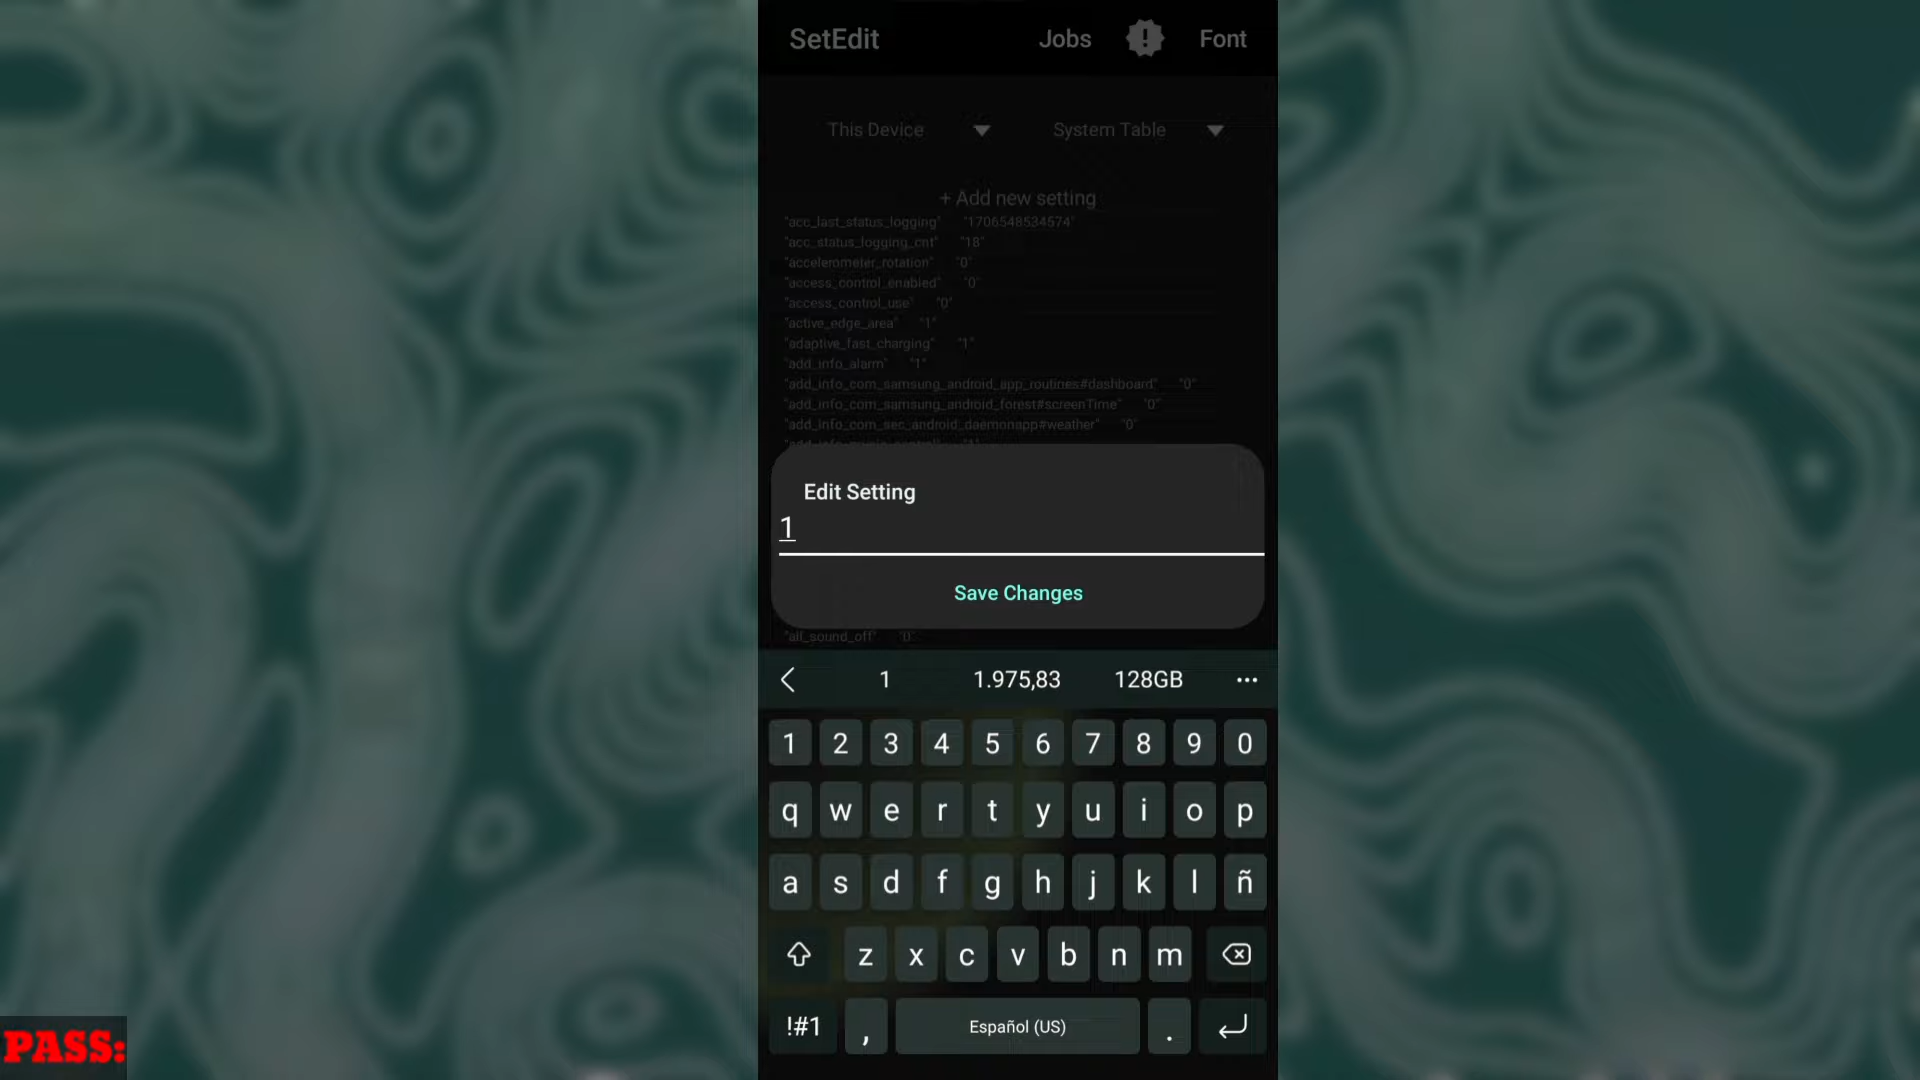 SetEdit Jobs Font
This Device System Table
+ Add new setting
"acc_last_status_logging" "1706548534574"
"acc_status_logging_cnt" "18"
"accelerometer_rotation" "0"
"access_control_enabled" "0"
"access_control_use" "0"
"active_edge_area" "1"
"adaptive_fast_charging" "1"
"add_info_alarm" "1"
"add_info_com_samsung_android_app_routines#dashboard" "0"
"add_info_com_samsung_android_forest#screenTime" "0"
"add_info_com_sec_android_daemonapp#weather" "0"
Edit Setting
1
Save Changes
"all_sound_off" "0"
1 1.975,83 128GB ...
1 2 3 4 5 6 7 8 9 0
q w e r t y u i o p
a s d f g h j k l ñ
z x c v b n m
!#1 , Español (US) .
PASS: